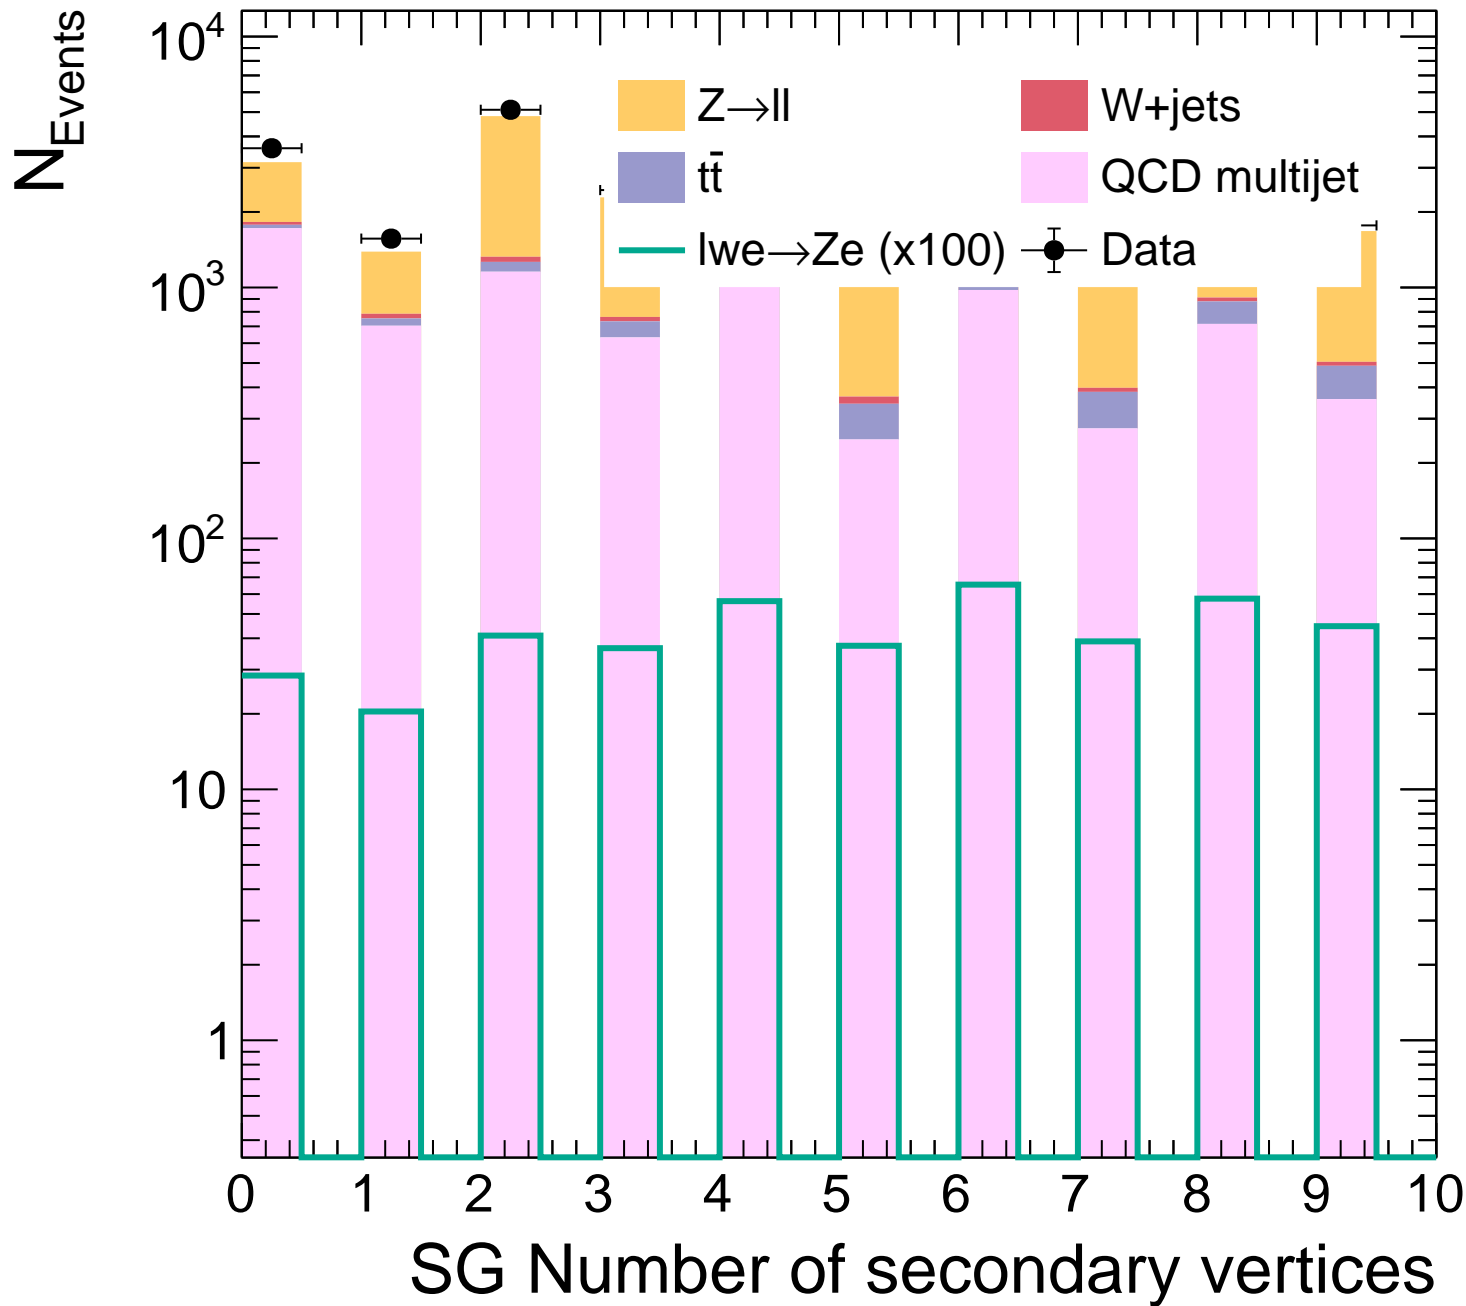 N_Events
10^4
10^3
10^2
10
1
Z→ll
W+jets
tt̄
QCD multijet
lwe→Ze (x100)
Data
0 1 2 3 4 5 6 7 8 9 10
SG Number of secondary vertices